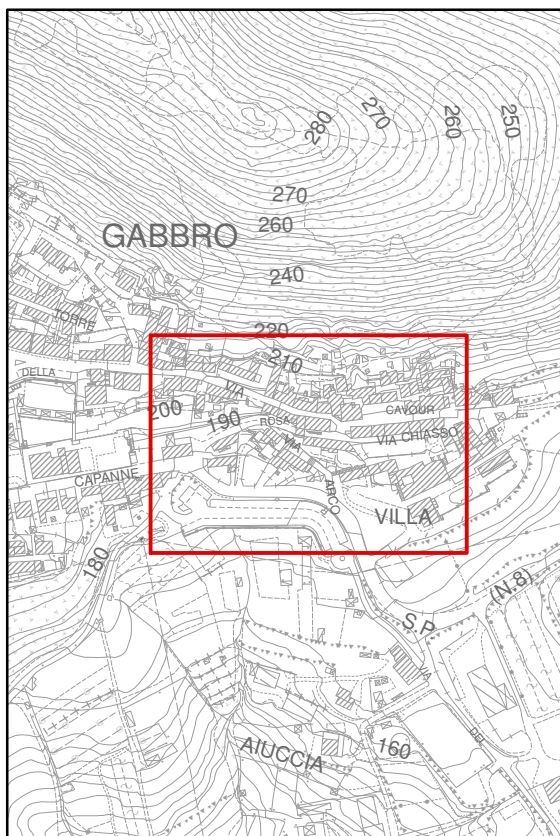 280
270
260
250
270
260
GABBRO
240
TORRE
220
210
DELLA
VIA
200
190
ROSA
CAVOUR
VIA
VIA CHIASSO
CAPANNE
ARCO
VILLA
180
S.P
(N.8)
VIA
DEI
AIUCCIA
160